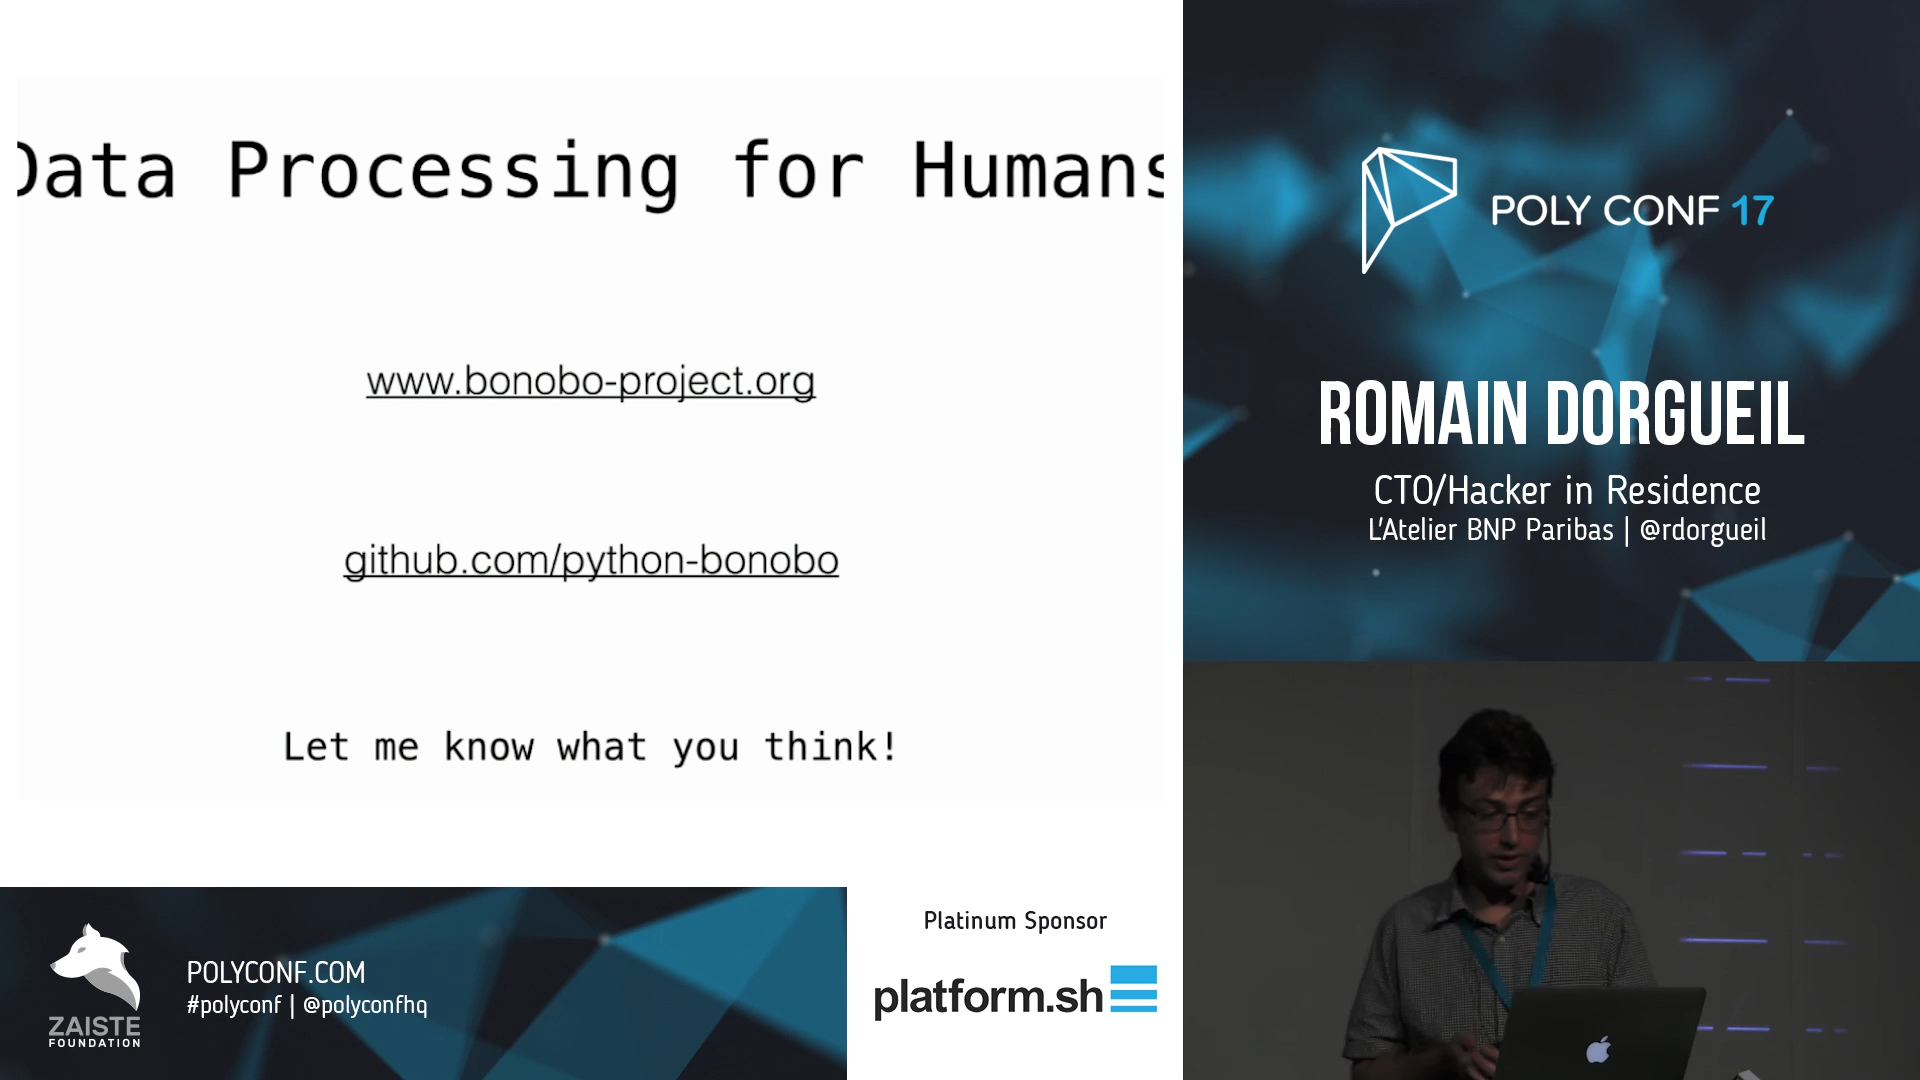 Data Processing for Humans
www.bonobo-project.org
github.com/python-bonobo
Let me know what you think!
POLY CONF 17
ROMAIN DORGUEIL
CTO/Hacker in Residence
L'Atelier BNP Paribas | @rdorgueil
ZAISTE
FOUNDATION
POLYCONF.COM
#polyconf | @polyconfhq
Platinum Sponsor
platform.sh